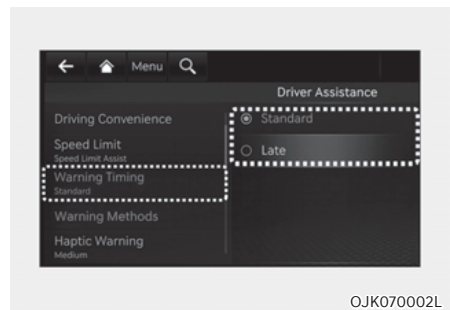 Menu
Driver Assistance
Driving Convenience
Speed Limit
Speed Limit Assist
Warning Timing
Standard
Warning Methods
Haptic Warning
Medium
Standard
Late
OJK070002L